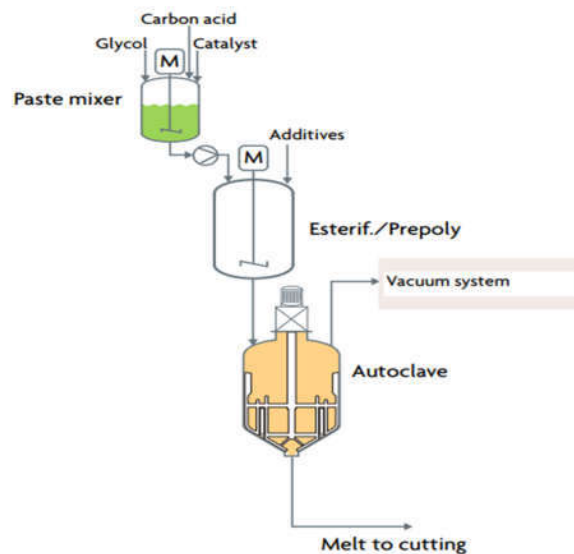 Carbon acid
Glycol
Catalyst
M
Paste mixer
Additives
M
Esterif./Prepoly
Vacuum system
Autoclave
Melt to cutting